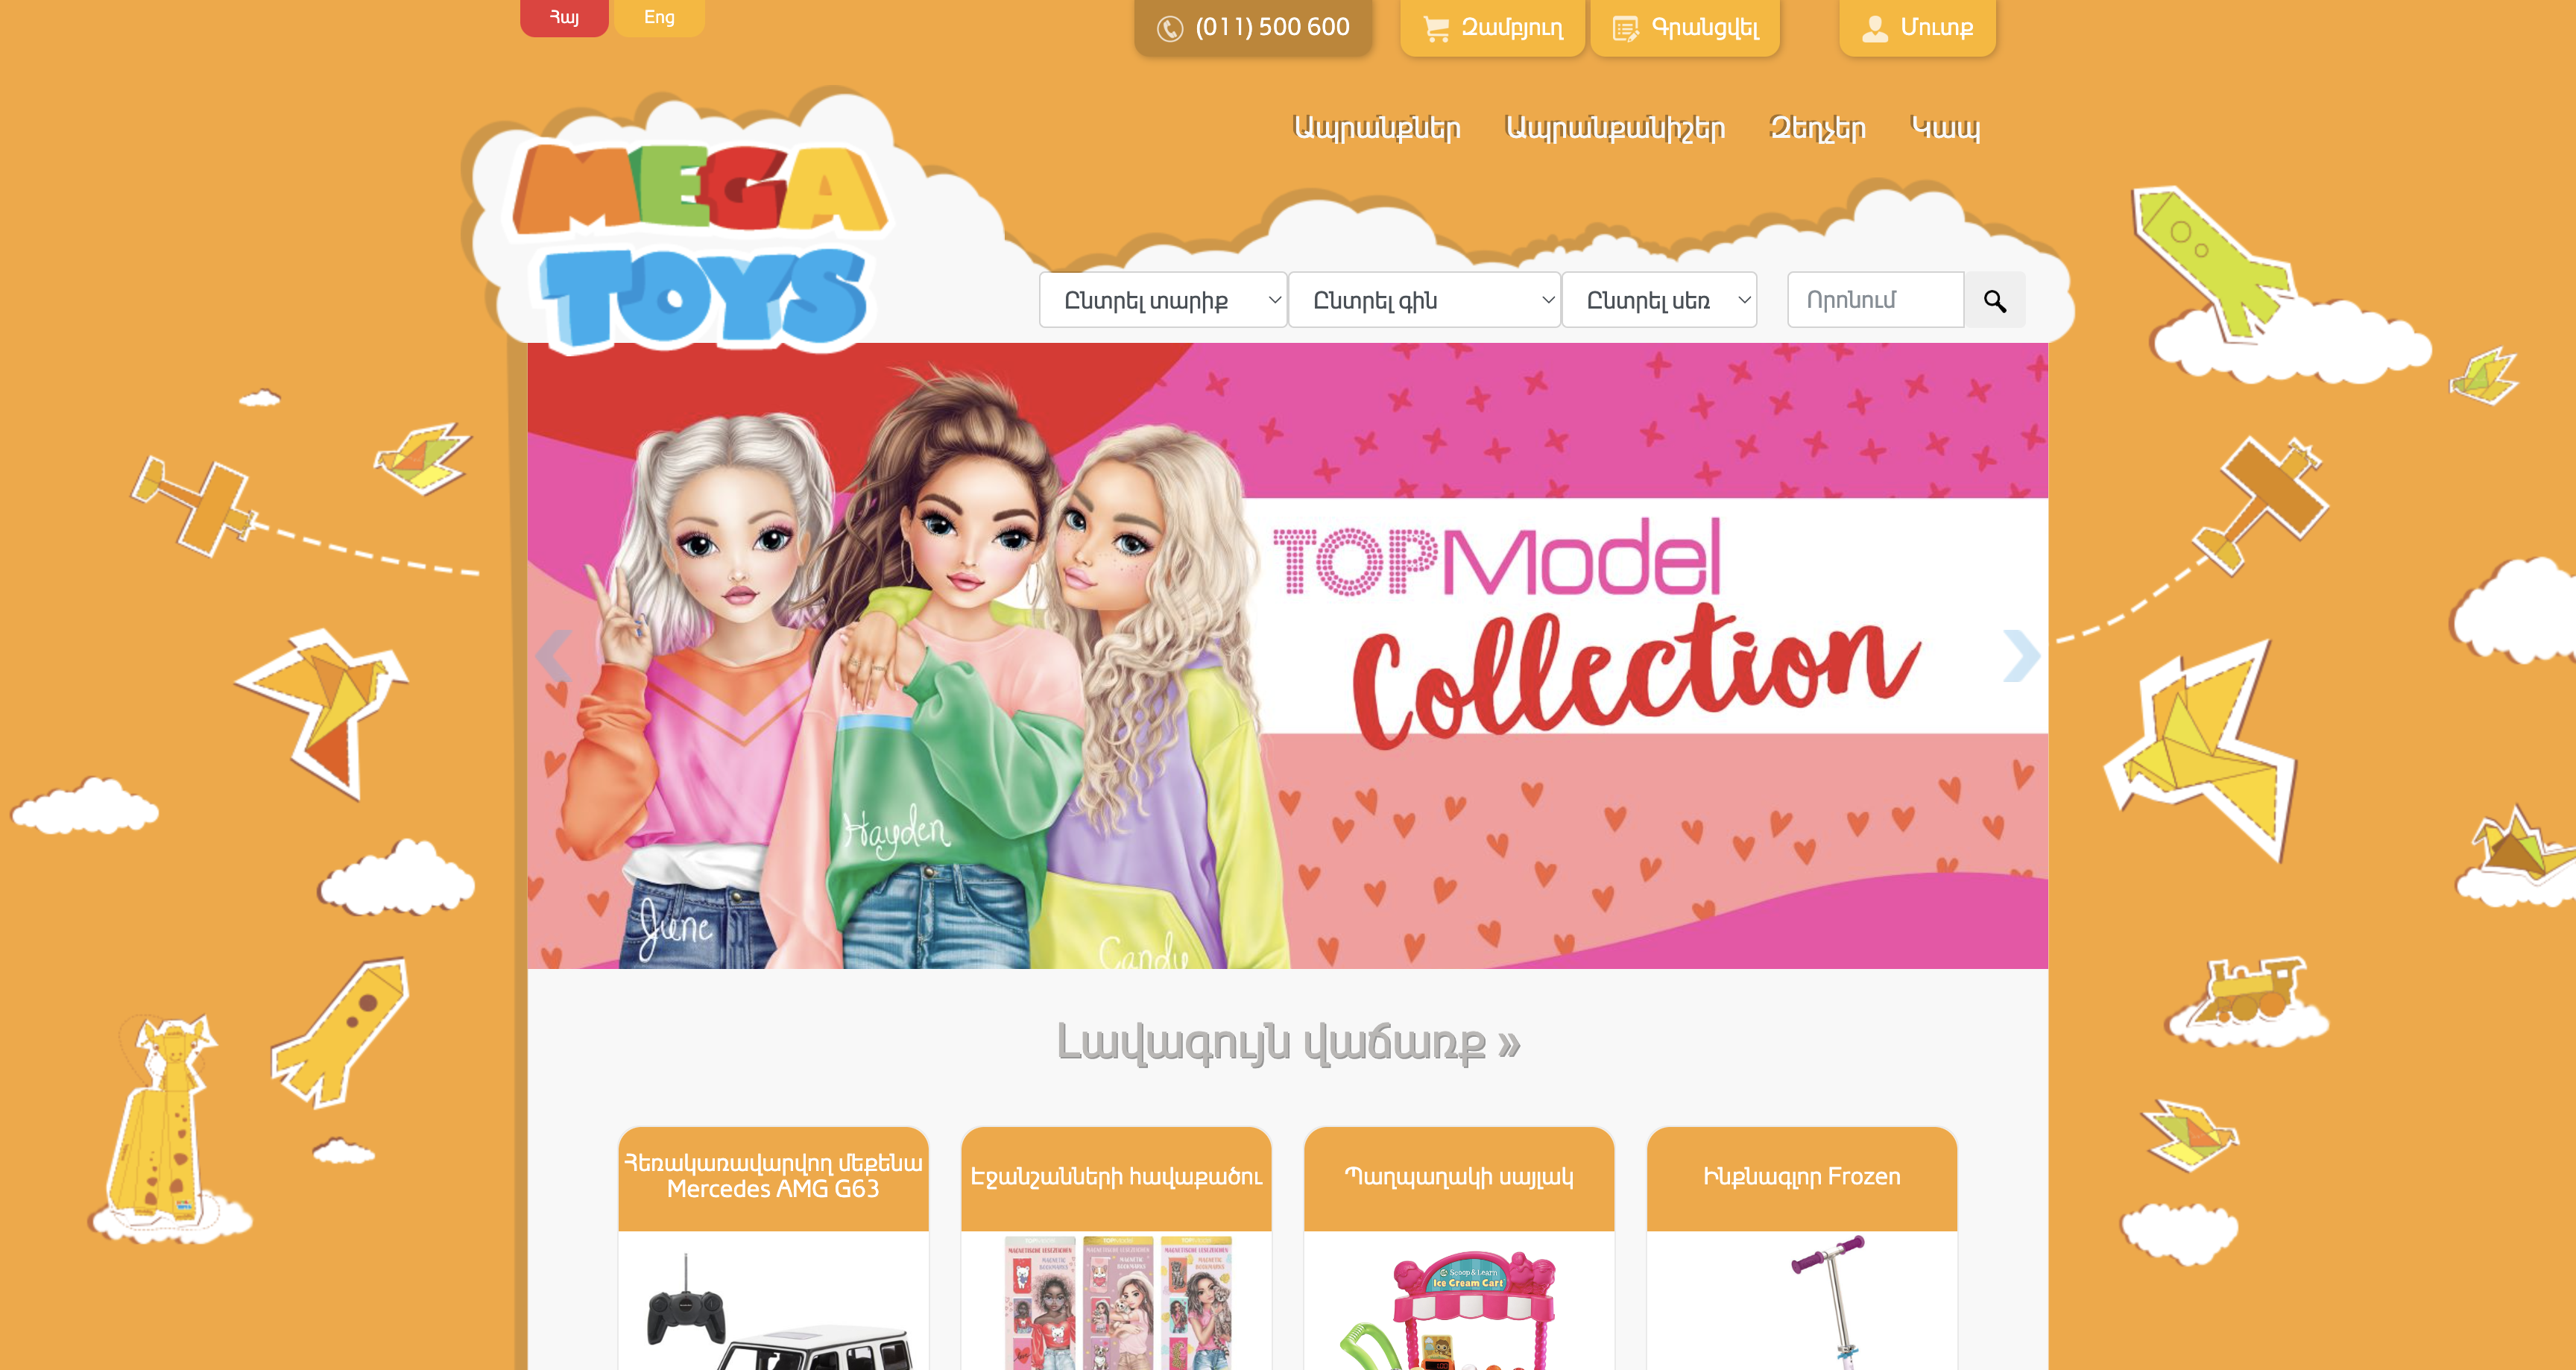 Հայ
Eng
(011) 500 600
Զամբյուղ
Գրանցվել
Մուտք
Ապրանքներ
Ապրանքանիշեր
Զեղչեր
Կապ
MEGA
TOYS
Ընտրել տարիք
Ընտրել գին
Ընտրել սեռ
Որոնում
TOPModel
Collection
Hayden
June
Candy
Լավագույն վաճառք »
Հեռակառավարվող մեքենա
Mercedes AMG G63
Էջանշանների հավաքածու
Պաղպաղակի սայլակ
Ինքնագլոր Frozen
Scoop & Learn
Ice Cream Cart